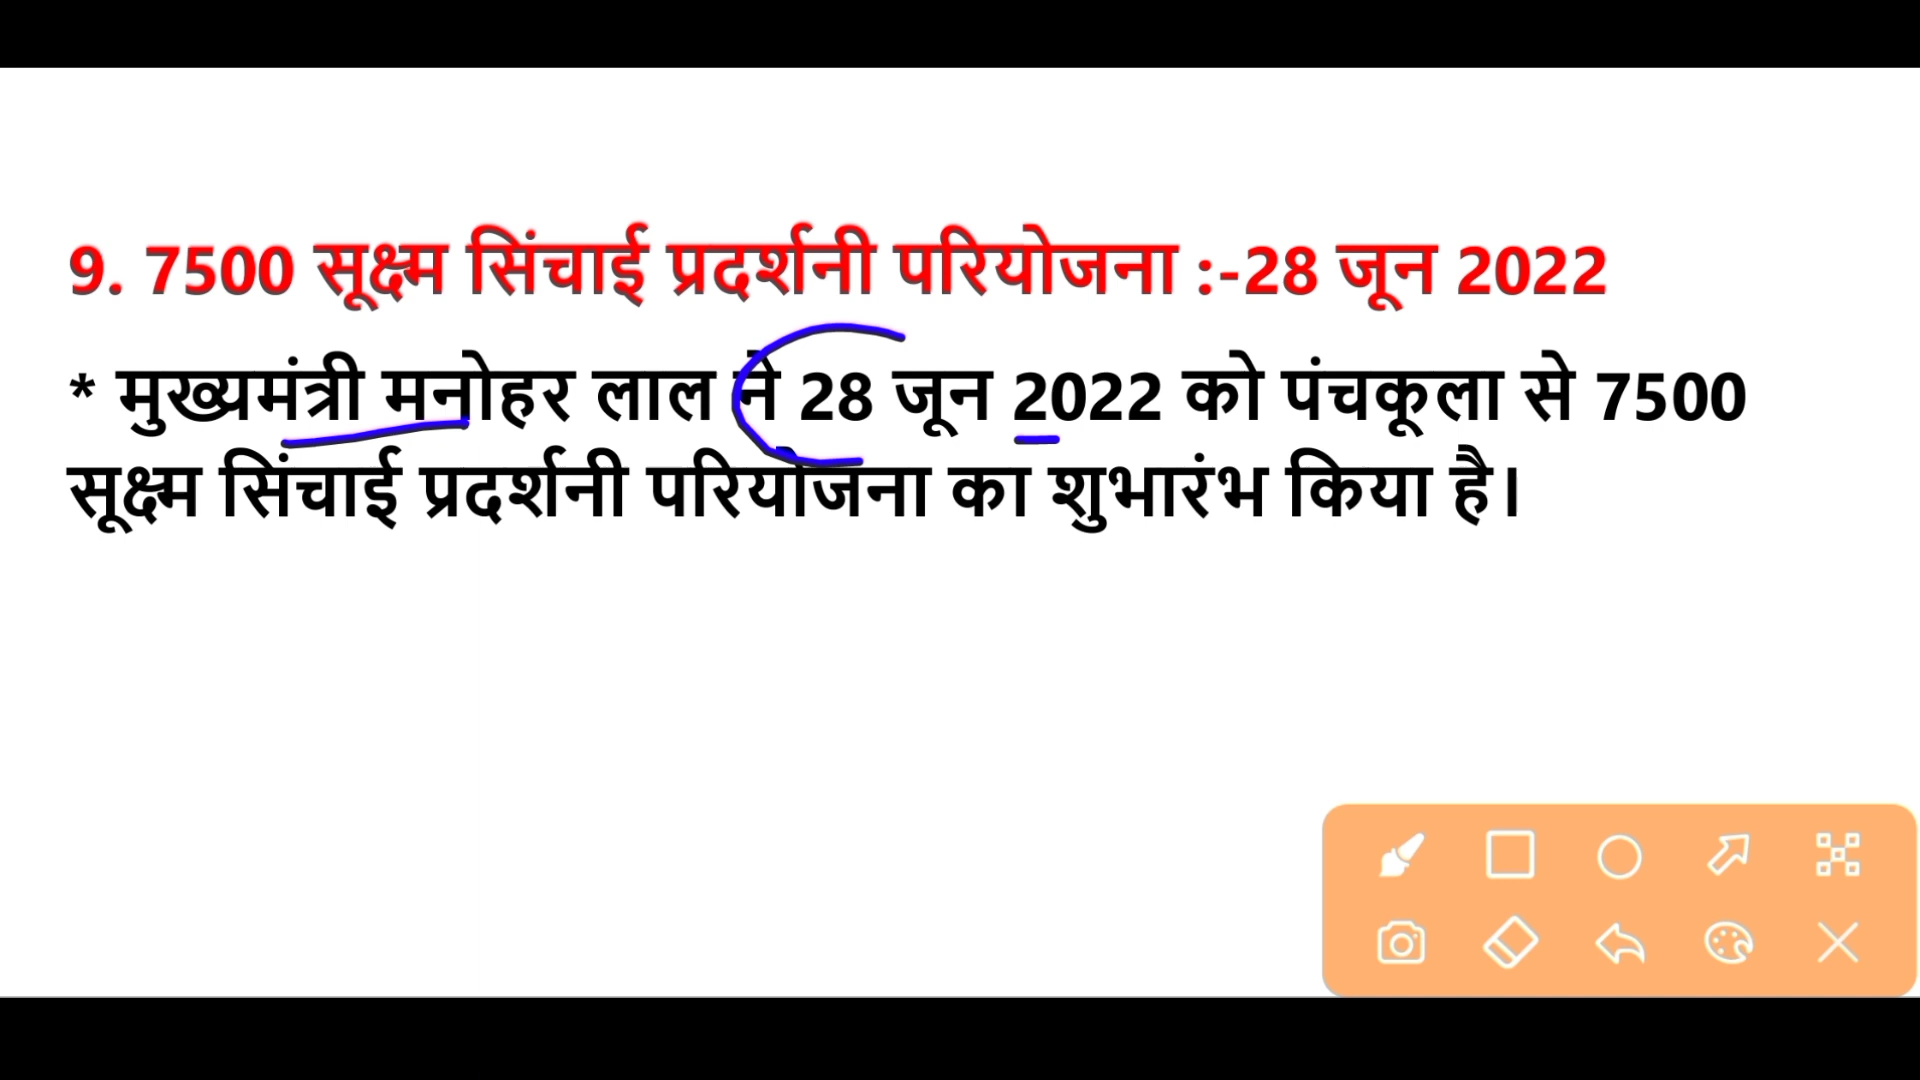 9. 7500 सूक्ष्म सिंचाई प्रदर्शनी परियोजना :-28 जून 2022
* मुख्यमंत्री मनोहर लाल ने 28 जून 2022 को पंचकूला से 7500
सूक्ष्म सिंचाई प्रदर्शनी परियोजना का शुभारंभ किया है।